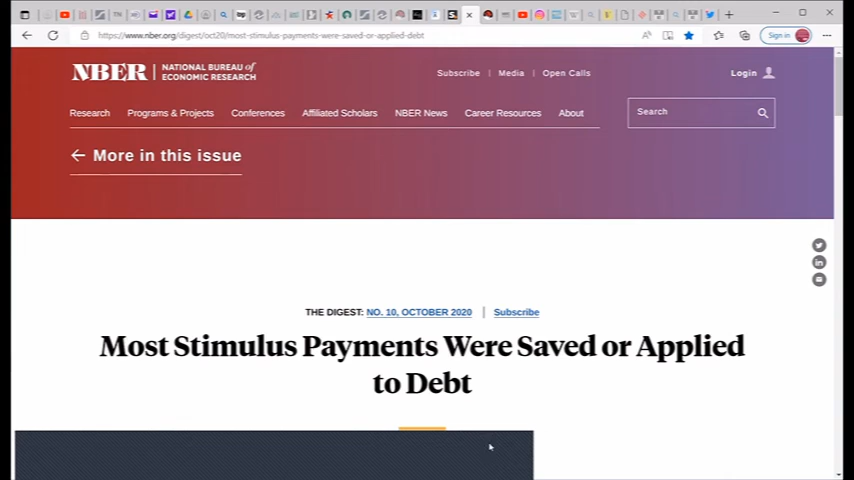 https://www.nber.org/digest/oct20/most-stimulus-payments-were-saved-or-applied-debt
Sign in
NBER | NATIONAL BUREAU of ECONOMIC RESEARCH
Subscribe | Media | Open Calls
Login
Research Programs & Projects Conferences Affiliated Scholars NBER News Career Resources About
Search
← More in this issue
THE DIGEST: NO. 10, OCTOBER 2020 | Subscribe
Most Stimulus Payments Were Saved or Applied
to Debt